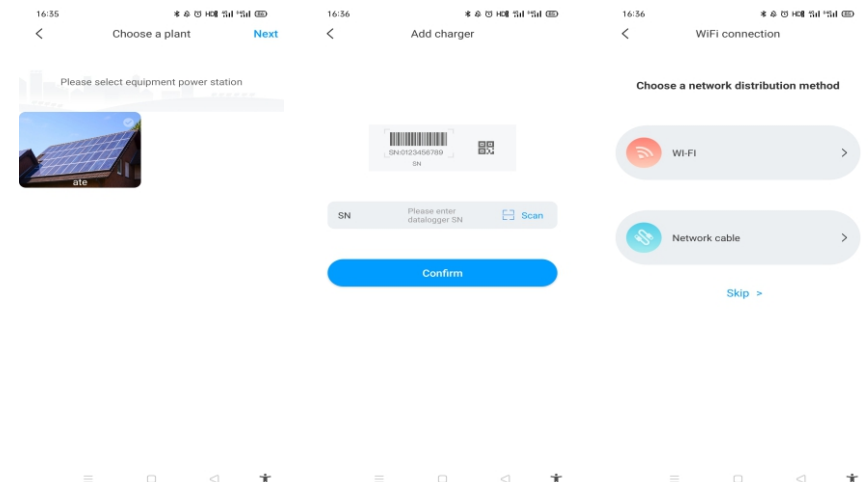 16:35
Choose a plant
Next
Please select equipment power station
ate
16:36
Add charger
SN:0123456789
SN
SN
Please enter
datalogger SN
Scan
Confirm
16:36
WiFi connection
Choose a network distribution method
WI-FI
Network cable
Skip >